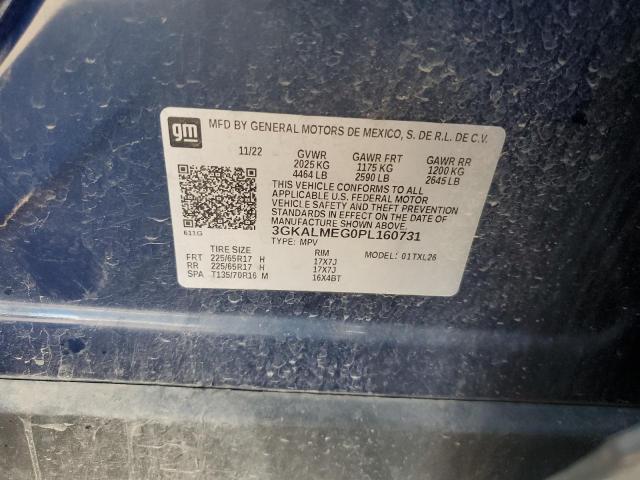 gm
MFD BY GENERAL MOTORS DE MEXICO, S. DE R.L. DE C.V.
11/22 GVWR GAWR FRT GAWR RR
2025 KG 1175 KG 1200 KG
4464 LB 2590 LB 2645 LB
THIS VEHICLE CONFORMS TO ALL
APPLICABLE U.S. FEDERAL MOTOR
VEHICLE SAFETY AND THEFT PREVENTION
STANDARDS IN EFFECT ON THE DATE OF
MANUFACTURE SHOWN ABOVE.
611G 3GKALMEG0PL160731
TYPE: MPV MODEL: 01TXL26
TIRE SIZE RIM
FRT 225/65R17 H 17X7J
RR 225/65R17 H 17X7J
SPA T135/70R16 M 16X4BT